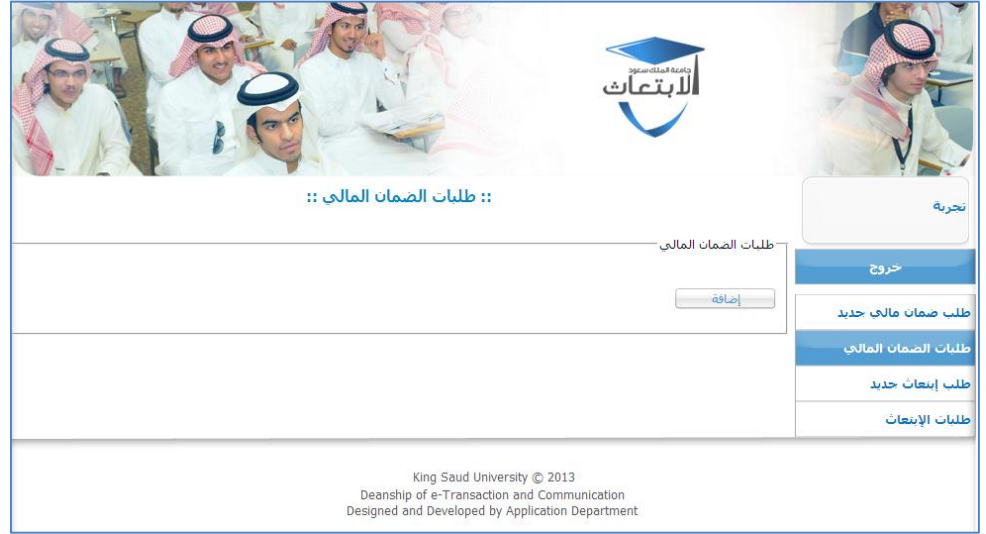 جامعة الملك سعود
الابتعاث
تجربة
خروج
طلب ضمان مالي جديد
طلبات الضمان المالي
طلب إبتعاث جديد
طلبات الإبتعاث
:: طلبات الضمان المالي ::
طلبات الضمان المالي
إضافة
King Saud University © 2013
Deanship of e-Transaction and Communication
Designed and Developed by Application Department